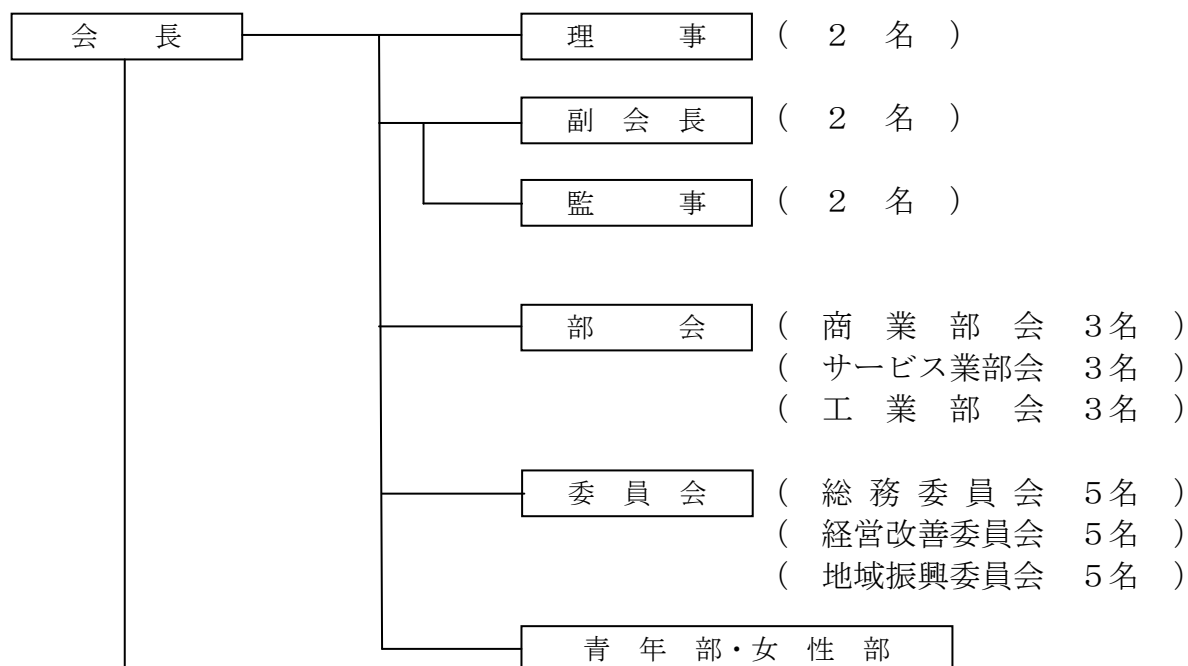 会長 理事 （ ２ 名 ）
副会長 （ ２ 名 ）
監事 （ ２ 名 ）
部会 （ 商業部会 ３名 ）
（ サービス業部会 ３名 ）
（ 工業部会 ３名 ）
委員会 （ 総務委員会 ５名 ）
（ 経営改善委員会 ５名 ）
（ 地域振興委員会 ５名 ）
青年部・女性部